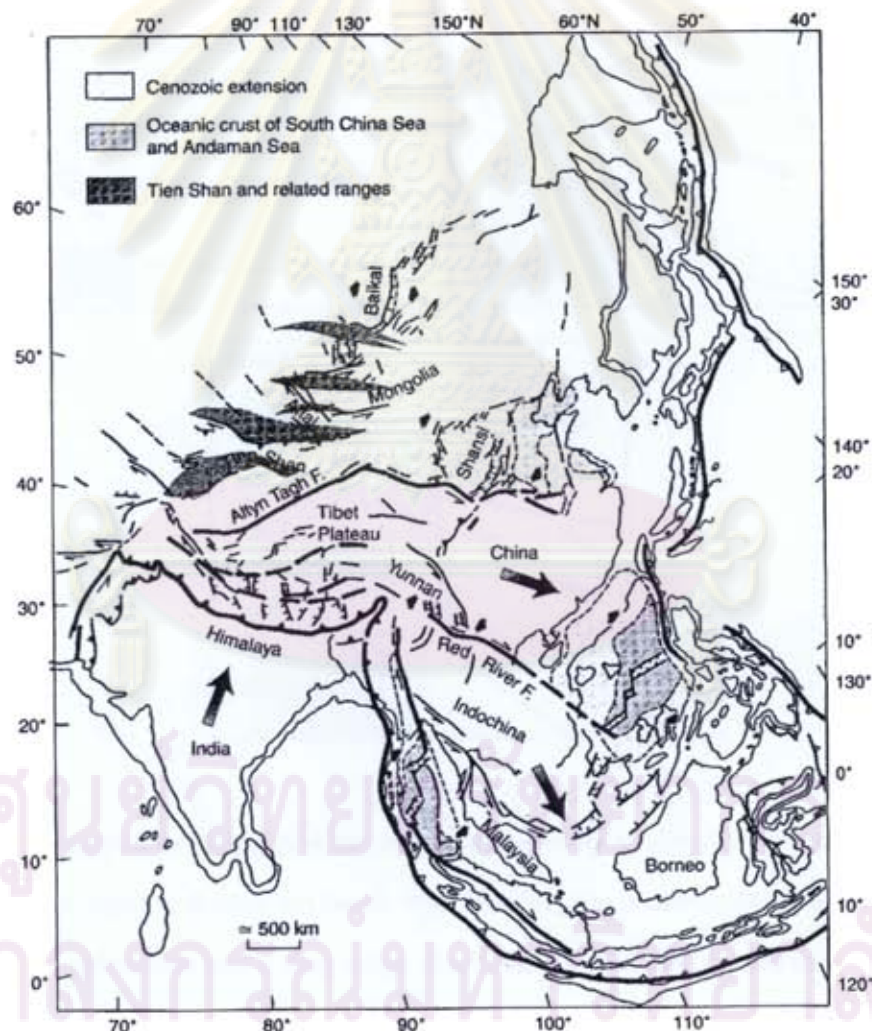 70° 90° 110° 130° 150°N 60° 50° 40°
Cenozoic extension
Oceanic crust of South China Sea
and Andaman Sea
Tien Shan and related ranges
60°
50°
40°
30°
20°
10°
0°
150°
30°
140°
20°
10°
130°
0°
10°
120°
Baikal
Mongolia
Shan
Altyn Tagh F.
Shansi
Tibet
Plateau
China
Yunnan
Himalaya
Red River F.
India
Indochina
H
Malaysia
Borneo
≃ 500 km
70° 80° 90° 100° 110°